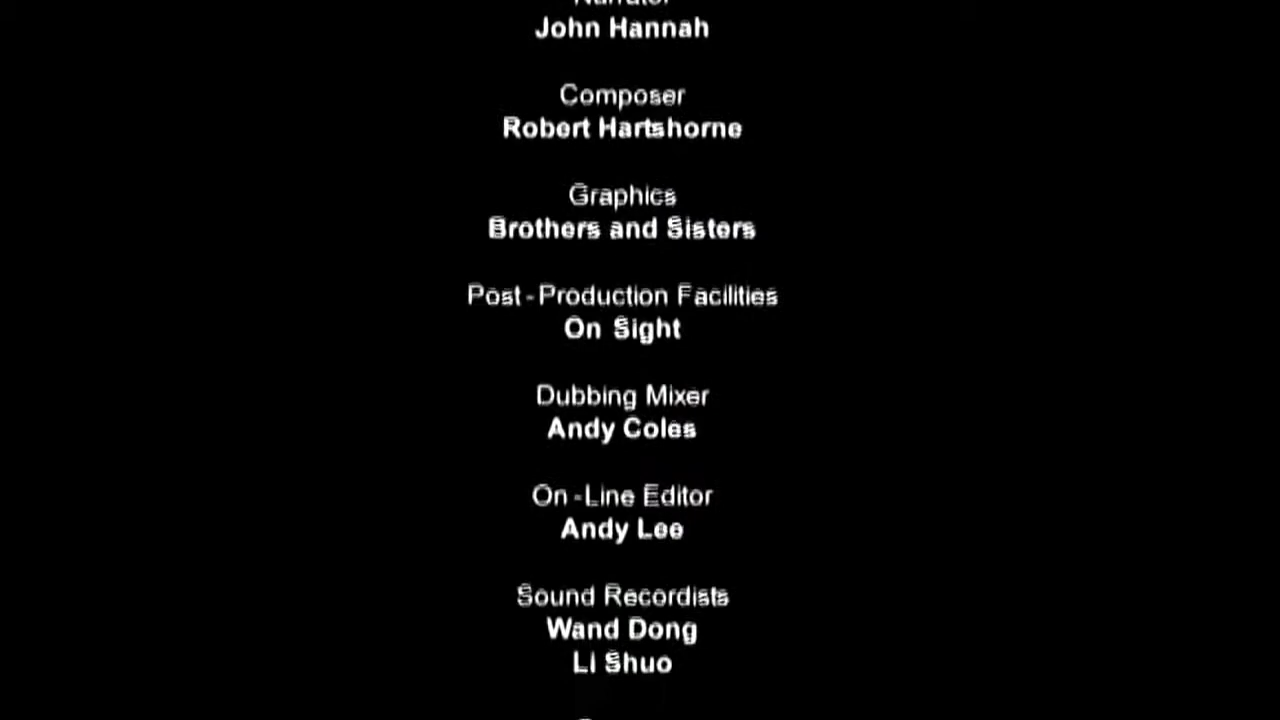 Narrator
John Hannah
Composer
Robert Hartshorne
Graphics
Brothers and Sisters
Post-Production Facilities
On Sight
Dubbing Mixer
Andy Coles
On-Line Editor
Andy Lee
Sound Recordists
Wand Dong
Li Shuo